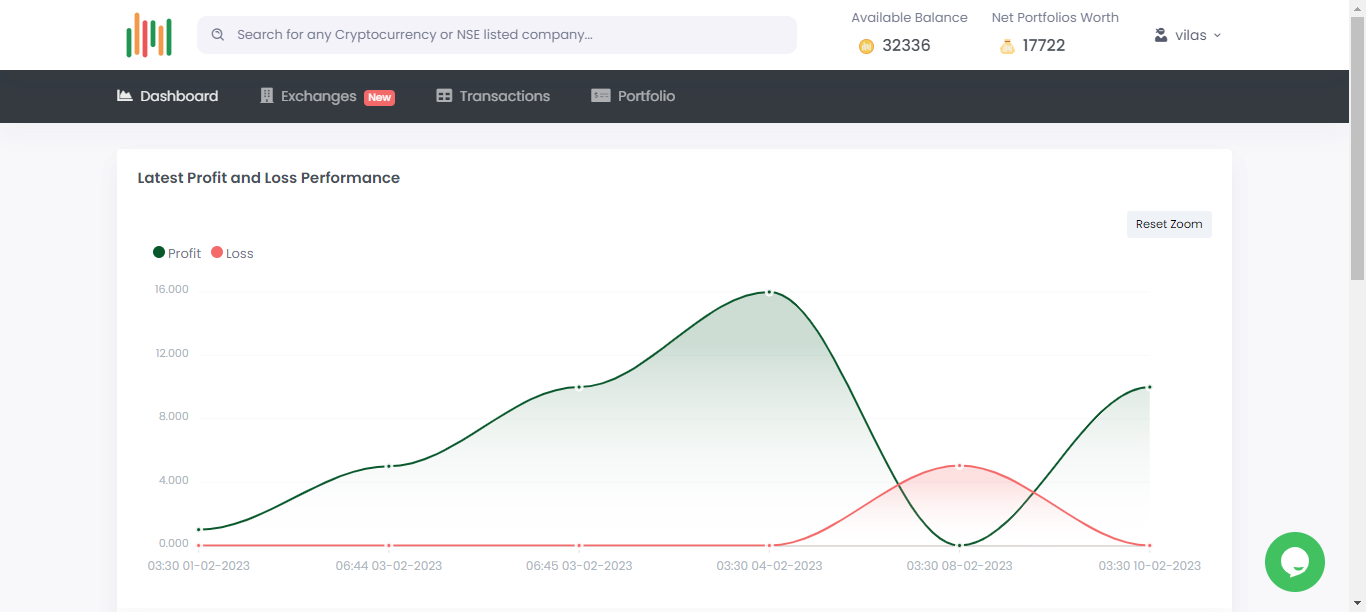 Search for any Cryptocurrency or NSE listed company...
Available Balance
32336
Net Portfolios Worth
17722
vilas
Dashboard
Exchanges New
Transactions
Portfolio
Latest Profit and Loss Performance
Reset Zoom
Profit Loss
16.000
12.000
8.000
4.000
0.000
03:30 01-02-2023 06:44 03-02-2023 06:45 03-02-2023 03:30 04-02-2023 03:30 08-02-2023 03:30 10-02-2023